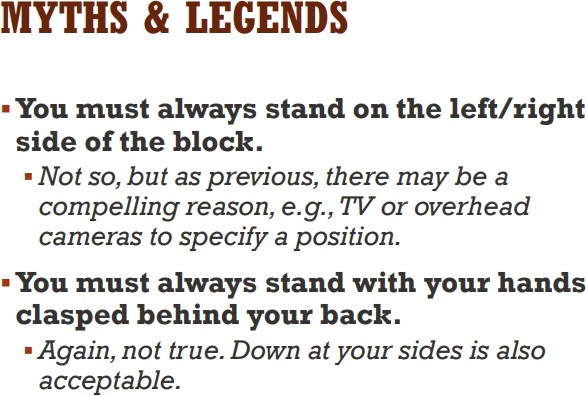 MYTHS & LEGENDS
▪ You must always stand on the left/right
side of the block.
▪ Not so, but as previous, there may be a
compelling reason, e.g., TV or overhead
cameras to specify a position.
▪ You must always stand with your hands
clasped behind your back.
▪ Again, not true. Down at your sides is also
acceptable.